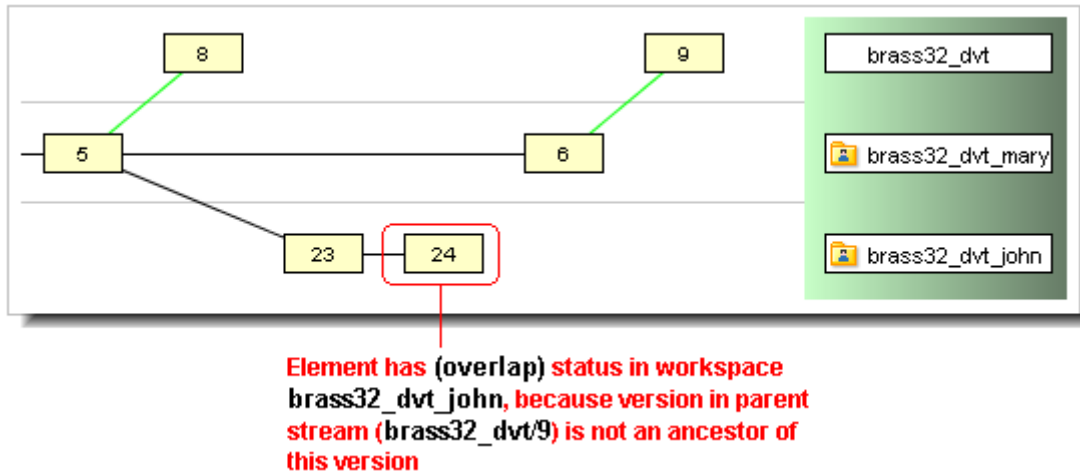 8
9
brass32_dvt
5
6
brass32_dvt_mary
23
24
brass32_dvt_john
Element has (overlap) status in workspace
brass32_dvt_john, because version in parent
stream (brass32_dvt/9) is not an ancestor of
this version